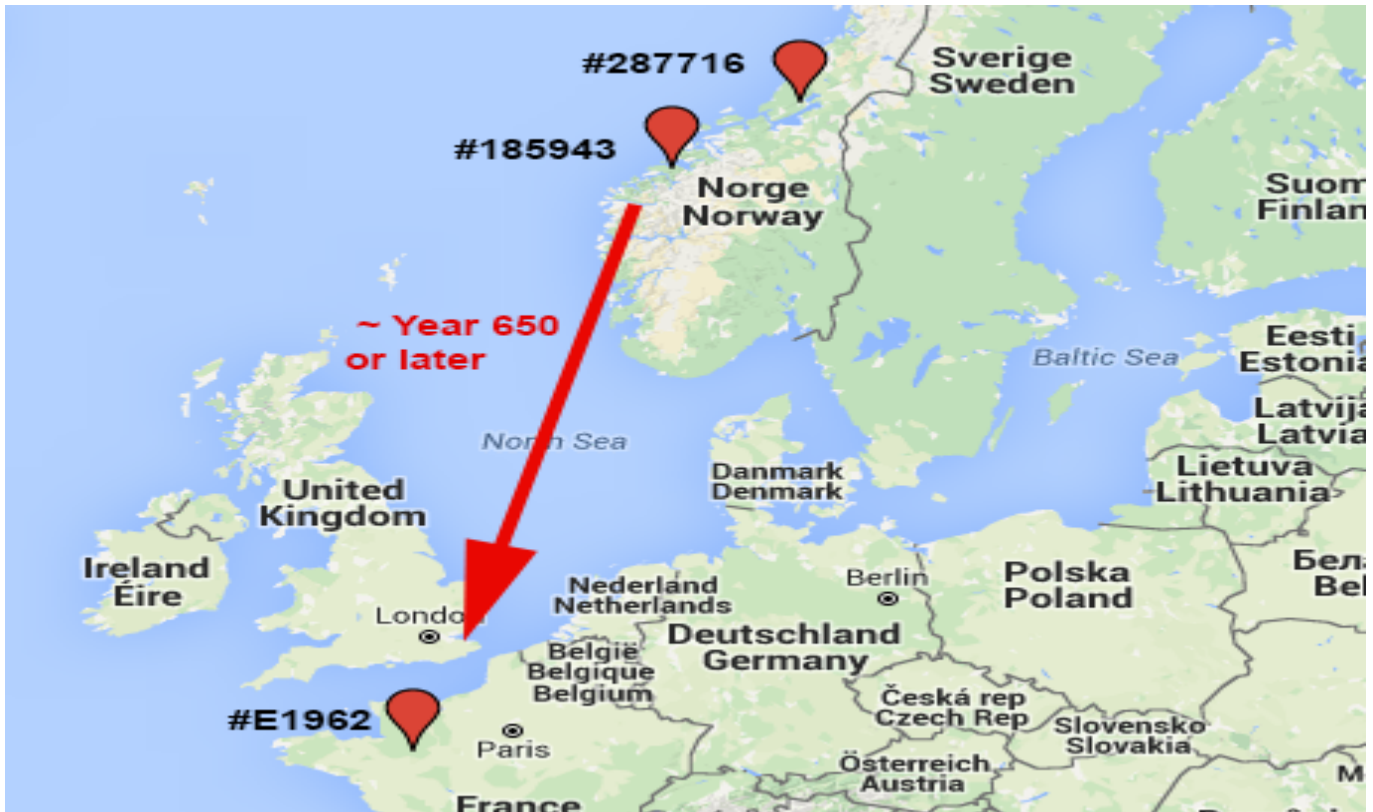 #287716
Sverige
Sweden
#185943
Norge
Norway
Suom
Finlan
~ Year 650
or later
Eesti
Estonia
Baltic Sea
Latvija
Latvia
North Sea
Danmark
Denmark
Lietuva
Lithuania
United
Kingdom
Ireland
Éire
Nederland
Netherlands
Berlin
Polska
Poland
Бел
Bel
London
Deutschland
Germany
België
Belgique
Belgium
#E1962
Paris
Česká rep
Czech Rep
Slovensko
Slovakia
Österreich
Austria
M
France